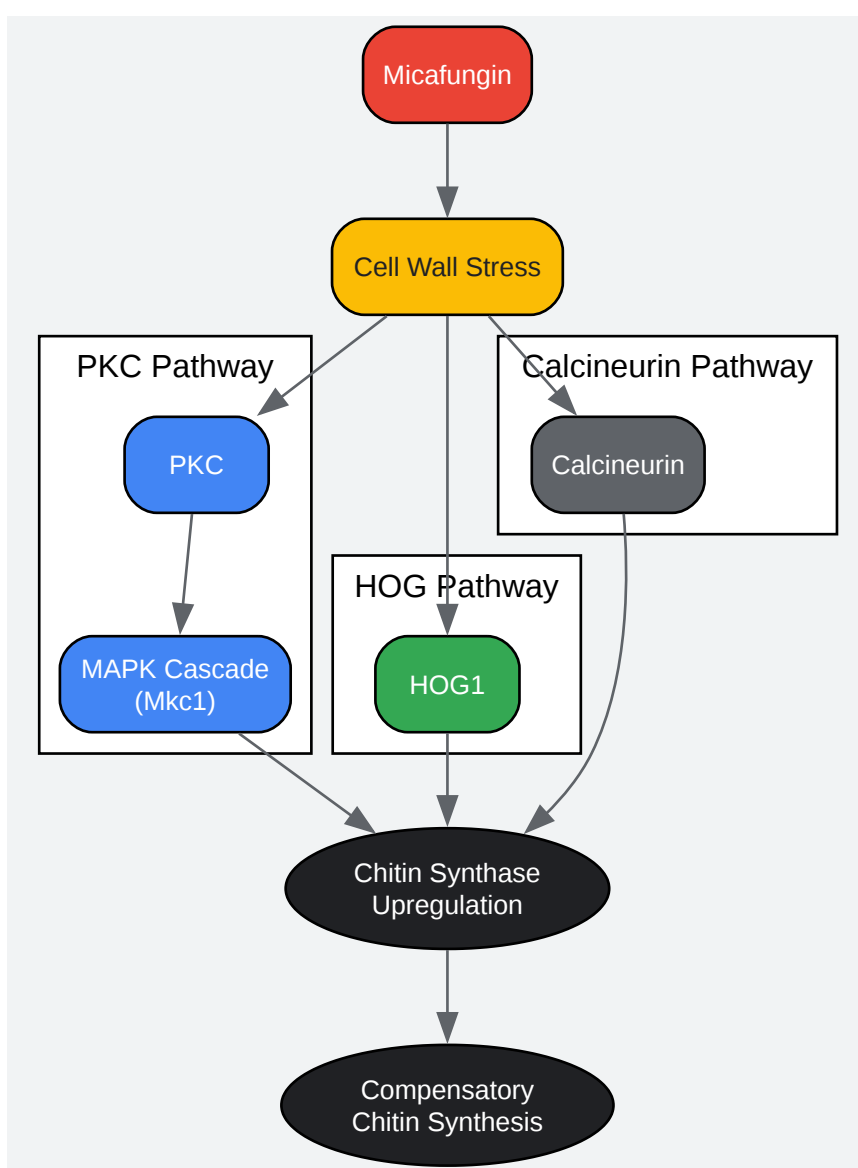 Micafungin
Cell Wall Stress
PKC Pathway
Calcineurin Pathway
PKC
Calcineurin
HOG Pathway
MAPK Cascade
(Mkc1)
HOG1
Chitin Synthase
Upregulation
Compensatory
Chitin Synthesis